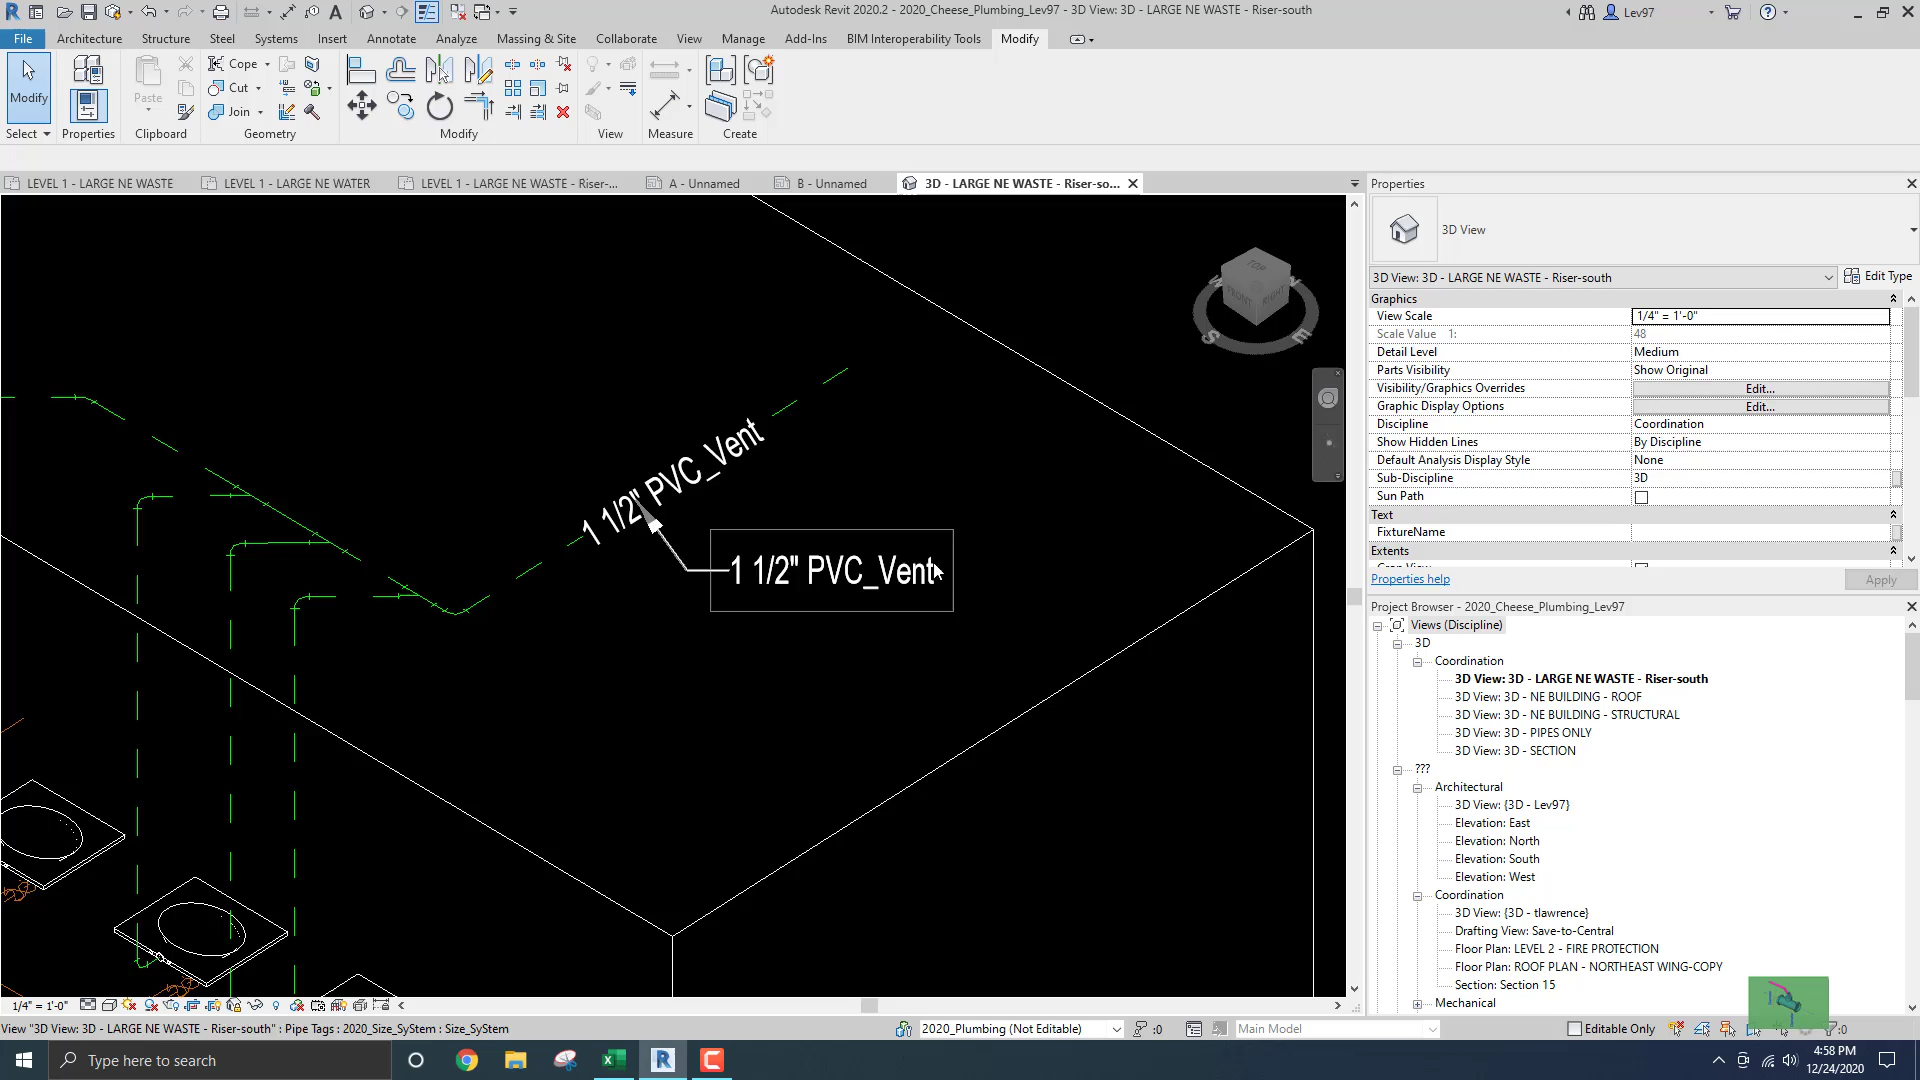 Autodesk Revit 2020.2 - 2020_Cheese_Plumbing_Lev97 - 3D View: 3D - LARGE NE WASTE - Riser-south
Lev97
File Architecture Structure Steel Systems Insert Annotate Analyze Massing & Site Collaborate View Manage Add-Ins BIM Interoperability Tools Modify
Modify
Paste
Cope
Cut
Join
Select Properties Clipboard Geometry Modify View Measure Create
LEVEL 1 - LARGE NE WASTE
LEVEL 1 - LARGE NE WATER
LEVEL 1 - LARGE NE WASTE - Riser-...
A - Unnamed
B - Unnamed
3D - LARGE NE WASTE - Riser-so...
1 1/2" PVC_Vent
1 1/2" PVC_Vent
TOP
FRONT
RIGHT
W
N
S
E
Properties
3D View
3D View: 3D - LARGE NE WASTE - Riser-south
Edit Type
Graphics
View Scale 1/4" = 1'-0"
Scale Value 1: 48
Detail Level Medium
Parts Visibility Show Original
Visibility/Graphics Overrides Edit...
Graphic Display Options Edit...
Discipline Coordination
Show Hidden Lines By Discipline
Default Analysis Display Style None
Sub-Discipline 3D
Sun Path
Text
FixtureName
Extents
Properties help
Apply
Project Browser - 2020_Cheese_Plumbing_Lev97
Views (Discipline)
3D
Coordination
3D View: 3D - LARGE NE WASTE - Riser-south
3D View: 3D - NE BUILDING - ROOF
3D View: 3D - NE BUILDING - STRUCTURAL
3D View: 3D - PIPES ONLY
3D View: 3D - SECTION
???
Architectural
3D View: {3D - Lev97}
Elevation: East
Elevation: North
Elevation: South
Elevation: West
Coordination
3D View: {3D - tlawrence}
Drafting View: Save-to-Central
Floor Plan: LEVEL 2 - FIRE PROTECTION
Floor Plan: ROOF PLAN - NORTHEAST WING-COPY
Section: Section 15
Mechanical
1/4" = 1'-0"
View "3D View: 3D - LARGE NE WASTE - Riser-south" : Pipe Tags : 2020_Size_SyStem : Size_SyStem
2020_Plumbing (Not Editable)
:0
Main Model
Editable Only
:0
Type here to search
4:58 PM
12/24/2020